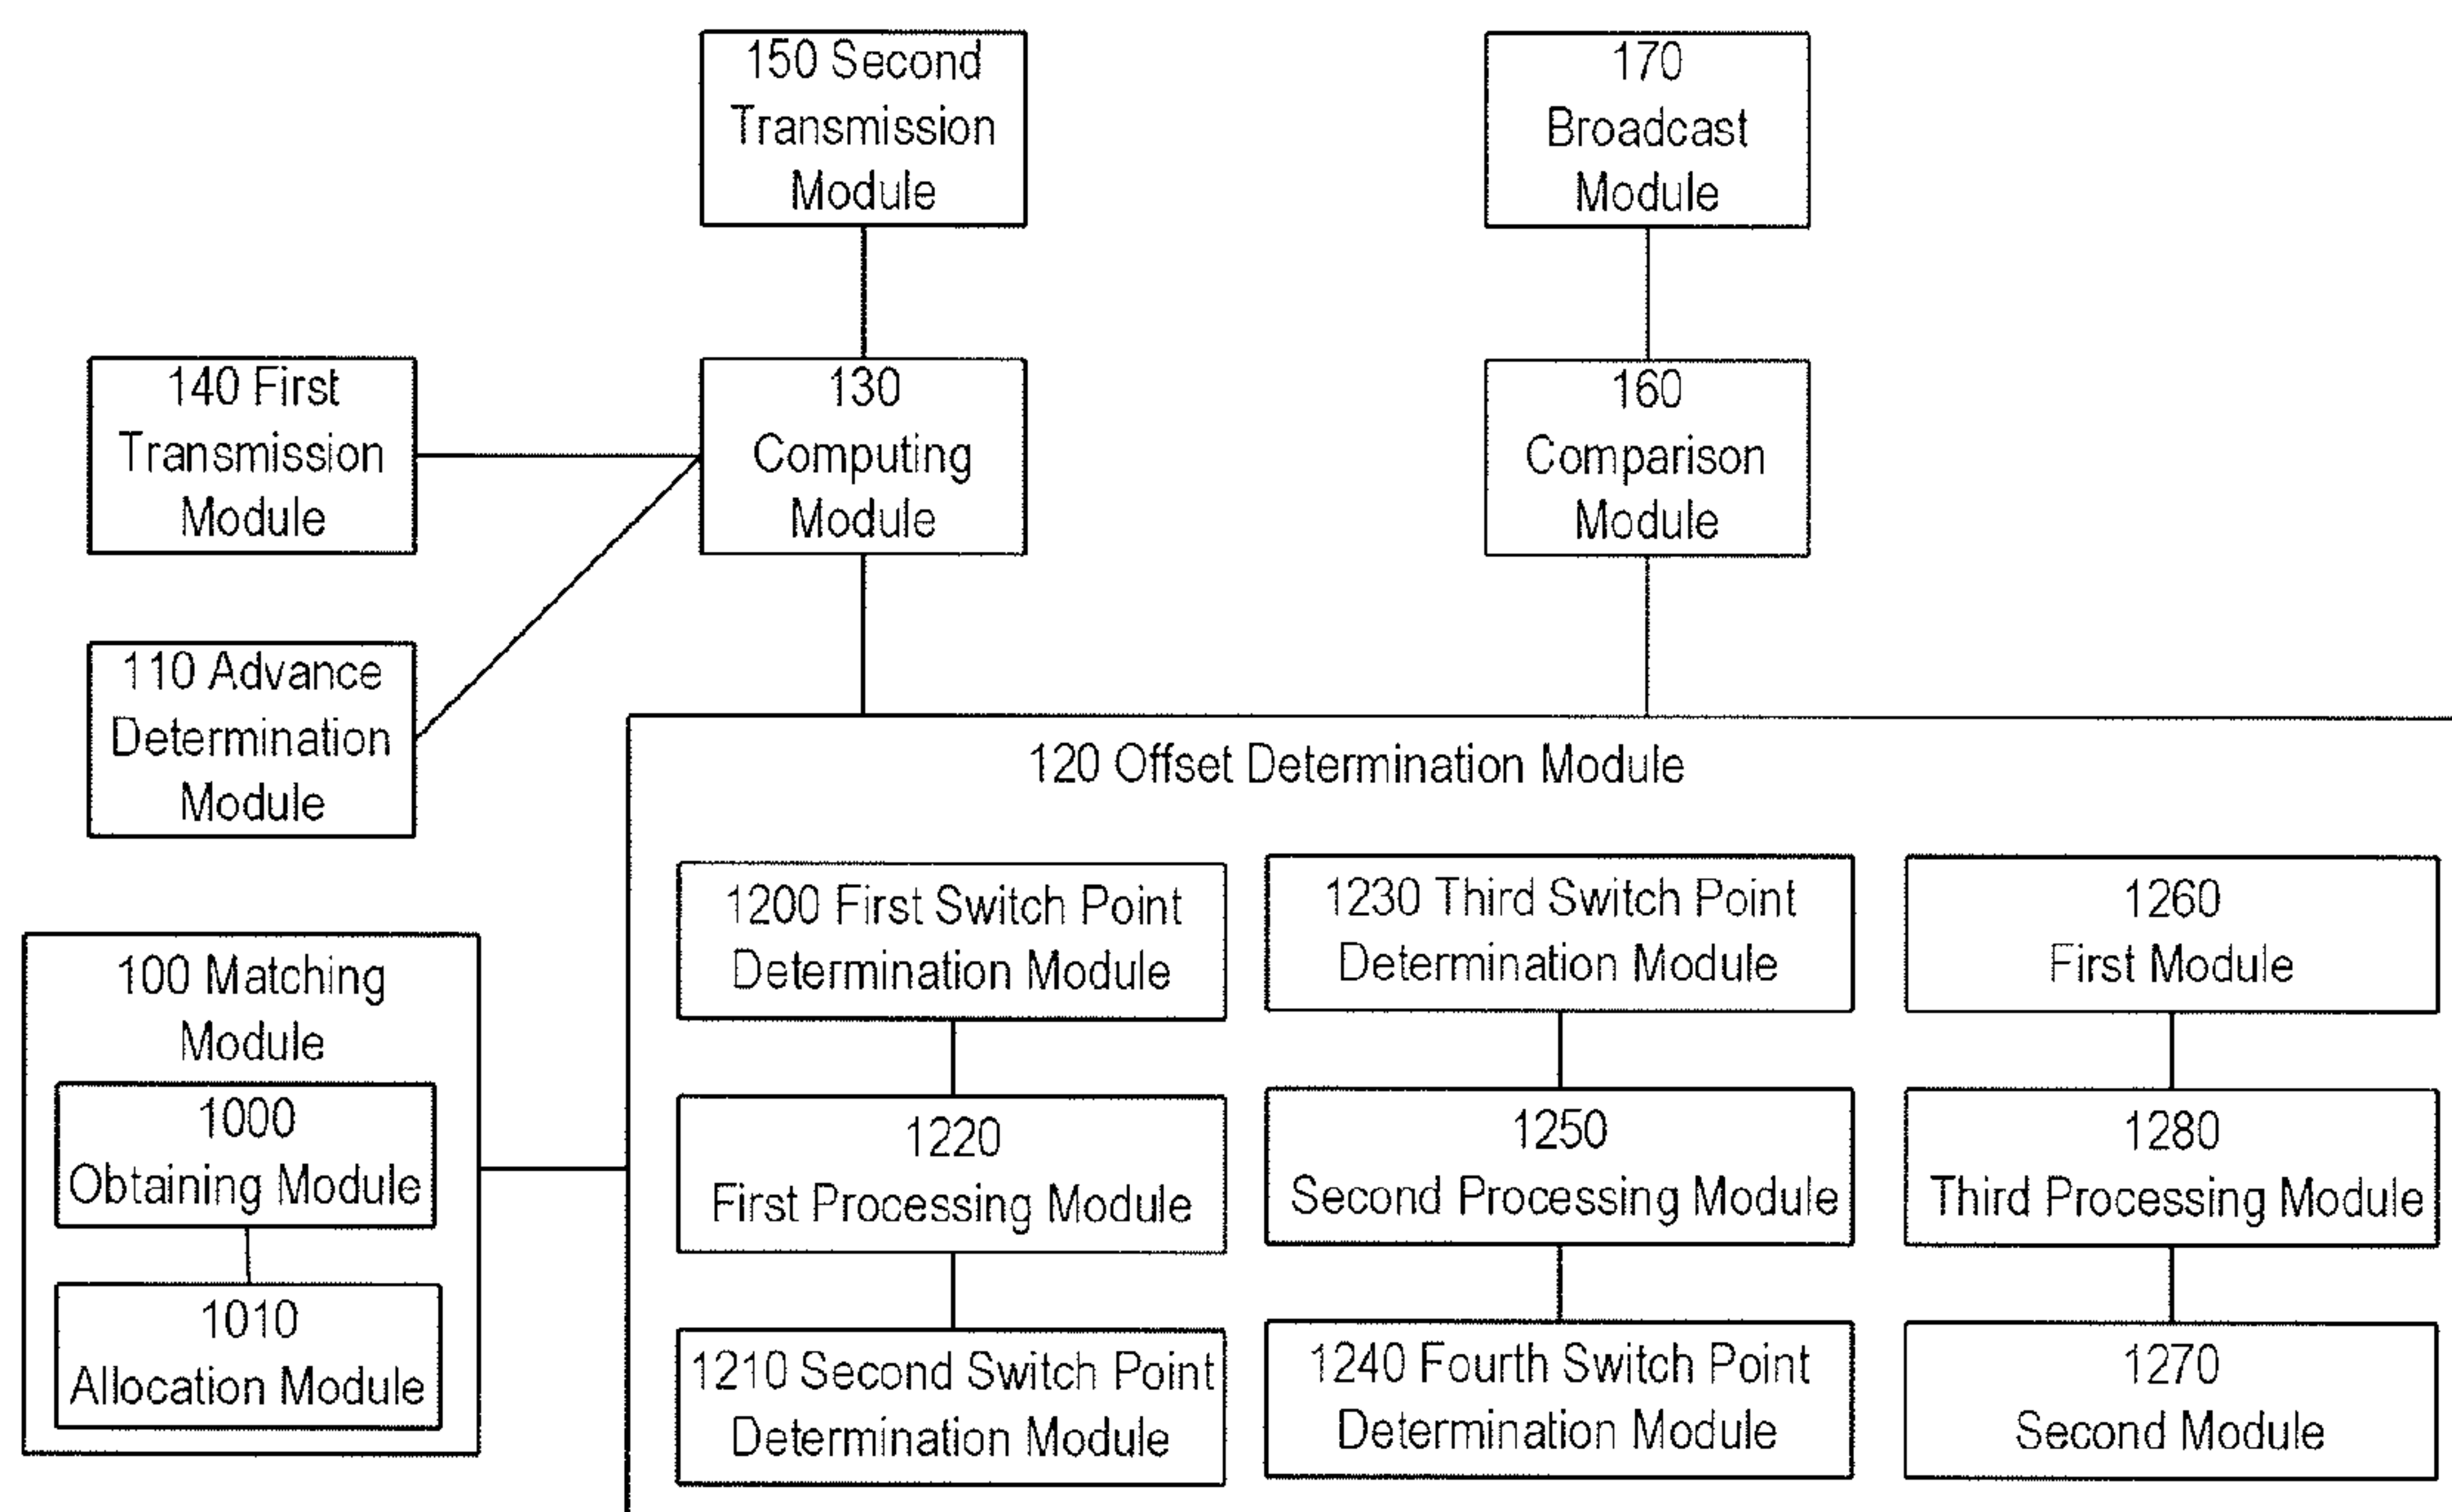 150 Second
Transmission
Module
170
Broadcast
Module
140 First
Transmission
Module
130
Computing
Module
160
Comparison
Module
110 Advance
Determination
Module
120 Offset Determination Module
100 Matching
Module
1000
Obtaining Module
1010
Allocation Module
1200 First Switch Point
Determination Module
1220
First Processing Module
1210 Second Switch Point
Determination Module
1230 Third Switch Point
Determination Module
1250
Second Processing Module
1240 Fourth Switch Point
Determination Module
1260
First Module
1280
Third Processing Module
1270
Second Module